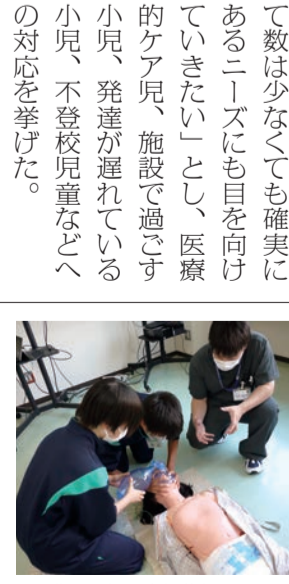 て数は少なくても確実に
あるニーズにも目を向け
ていきたい」とし、医療
的ケア児、施設で過ごす
小児、発達が遅れている
小児、不登校児童などへ
の対応を挙げた。